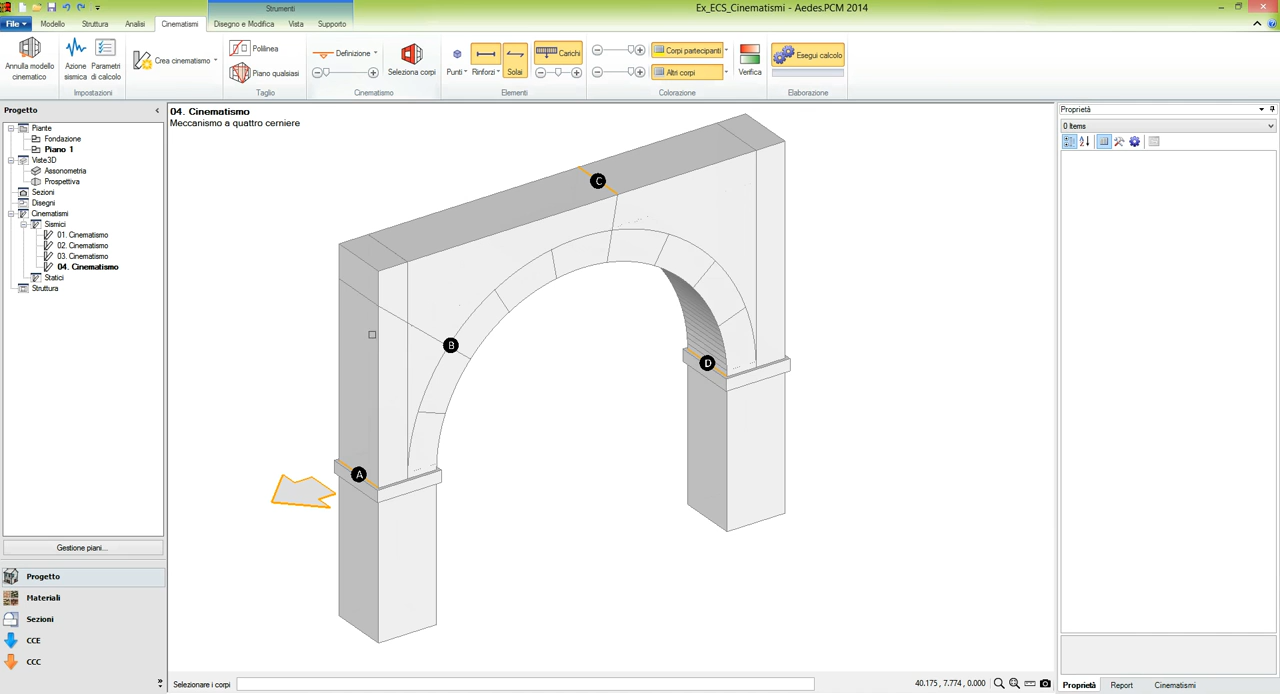 Ex_ECS_Cinematismi - Aedes.PCM 2014
Strumenti
File
Modello
Struttura
Analisi
Cinematismi
Disegno e Modifica
Vista
Supporto
Annulla modello cinematico
Azione sismica
Parametri di calcolo
Impostazioni
Crea cinematismo
Polilinea
Piano qualsiasi
Taglio
Definizione
Seleziona corpi
Cinematismo
Punti
Rinforzi
Solai
Carichi
Elementi
Corpi partecipanti
Altri corpi
Colorazione
Verifica
Esegui calcolo
Elaborazione
Progetto
Piante
Fondazione
Piano 1
Viste3D
Assonometria
Prospettiva
Sezioni
Disegni
Cinematismi
Sismici
01. Cinematismo
02. Cinematismo
03. Cinematismo
04. Cinematismo
Statici
Struttura
Gestione piani...
Progetto
Materiali
Sezioni
CCE
CCC
04. Cinematismo
Meccanismo a quattro cerniere
C
B
D
A
Selezionare i corpi
40.175 , 7.774 , 0.000
Proprietà
0 Items
Proprietà
Report
Cinematismi